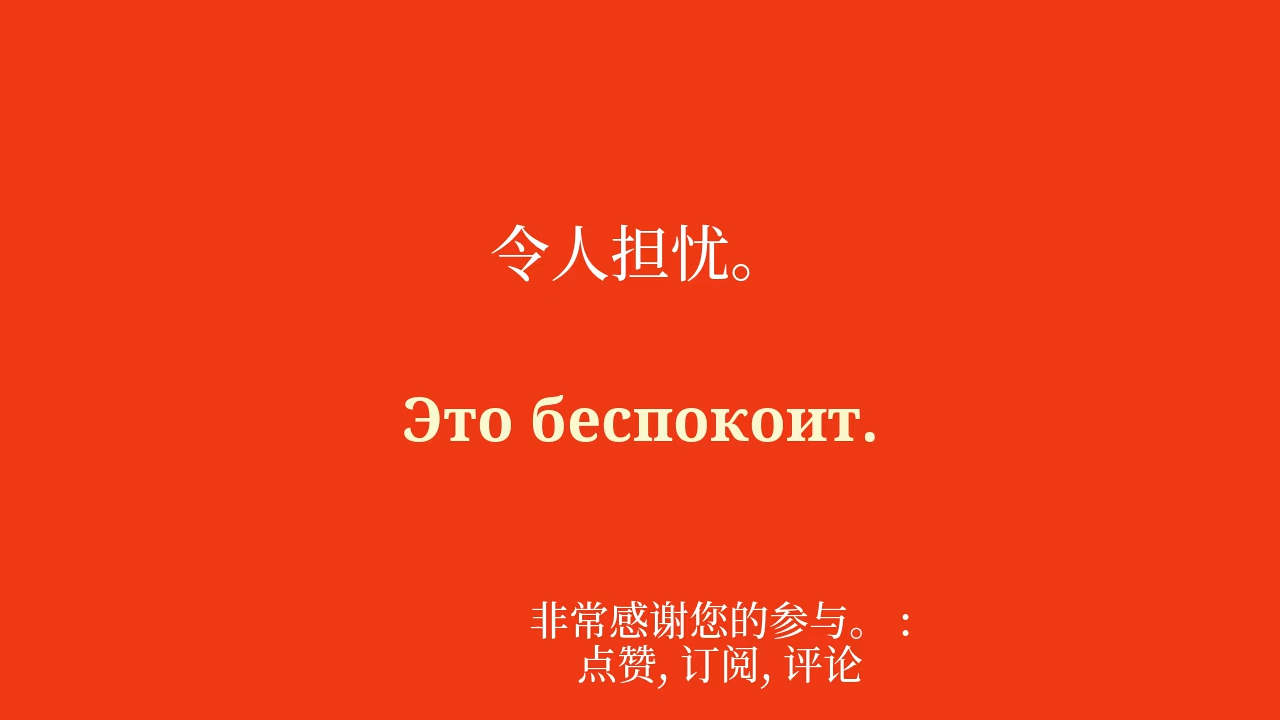 令人担忧。
Это беспокоит.
非常感谢您的参与。 :
点赞, 订阅, 评论